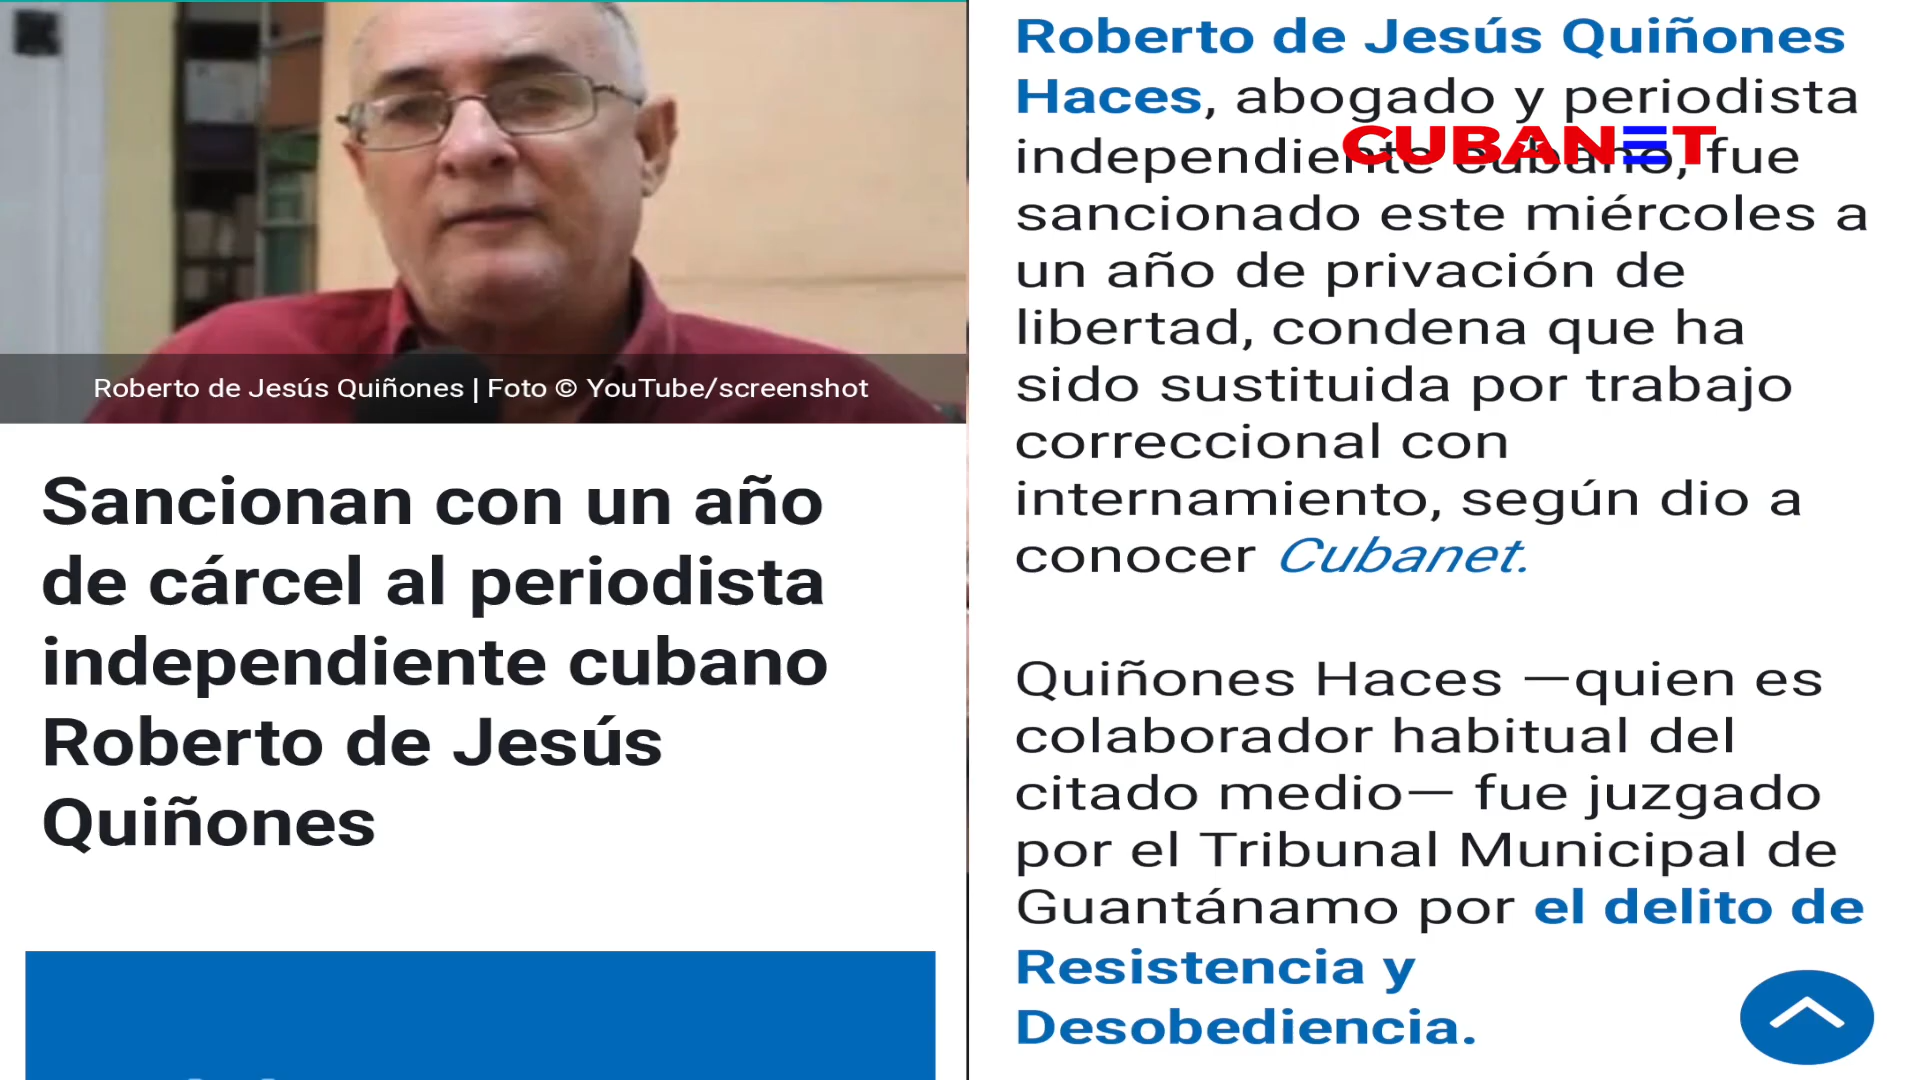 Roberto de Jesús Quiñones | Foto © YouTube/screenshot
Sancionan con un año
de cárcel al periodista
independiente cubano
Roberto de Jesús
Quiñones
Roberto de Jesús Quiñones
Haces, abogado y periodista
CUBANET
independiente cubano, fue
sancionado este miércoles a
un año de privación de
libertad, condena que ha
sido sustituida por trabajo
correccional con
internamiento, según dio a
conocer Cubanet.
Quiñones Haces —quien es
colaborador habitual del
citado medio— fue juzgado
por el Tribunal Municipal de
Guantánamo por el delito de
Resistencia y
Desobediencia.